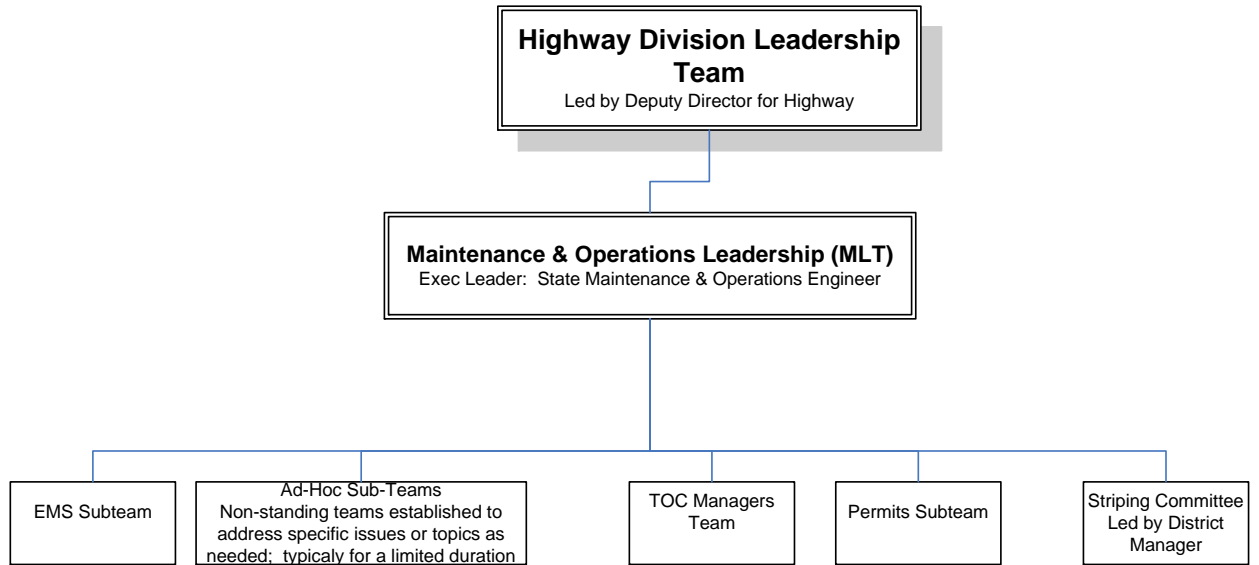 Highway Division Leadership
Team
Led by Deputy Director for Highway
Maintenance & Operations Leadership (MLT)
Exec Leader:  State Maintenance & Operations Engineer
EMS Subteam
Ad-Hoc Sub-Teams
Non-standing teams established to
address specific issues or topics as
needed;  typicaly for a limited duration
TOC Managers
Team
Permits Subteam
Striping Committee
Led by District
Manager